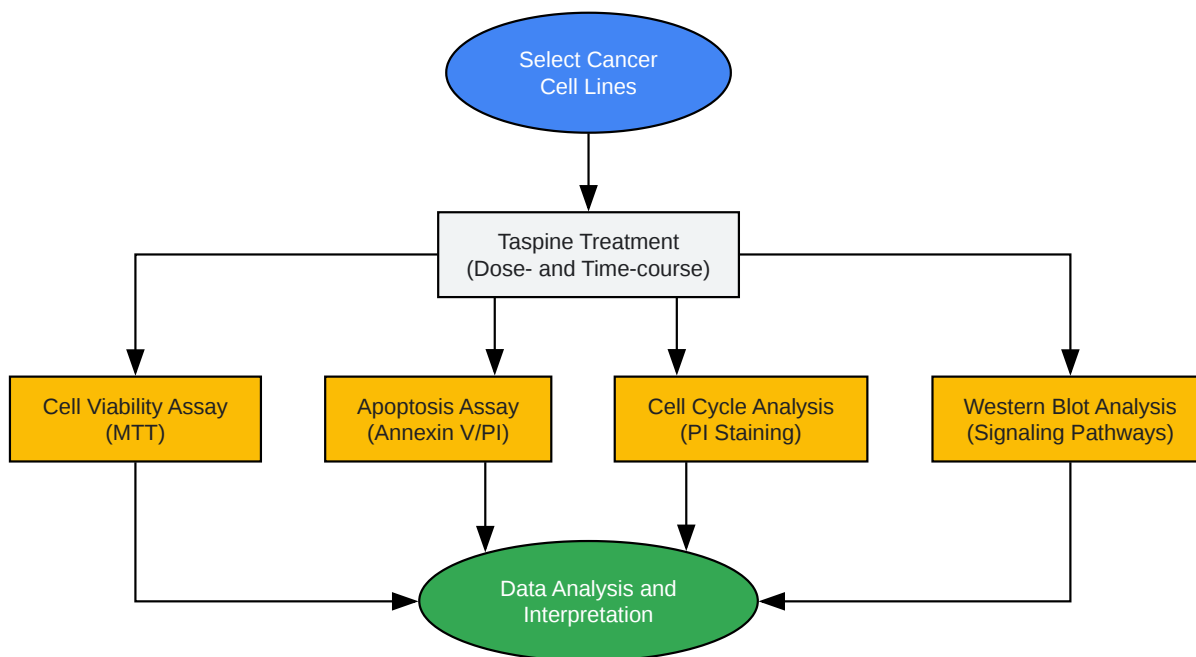 Select Cancer
Cell Lines
Taspine Treatment
(Dose- and Time-course)
Cell Viability Assay
(MTT)
Apoptosis Assay
(Annexin V/PI)
Cell Cycle Analysis
(PI Staining)
Western Blot Analysis
(Signaling Pathways)
Data Analysis and
Interpretation